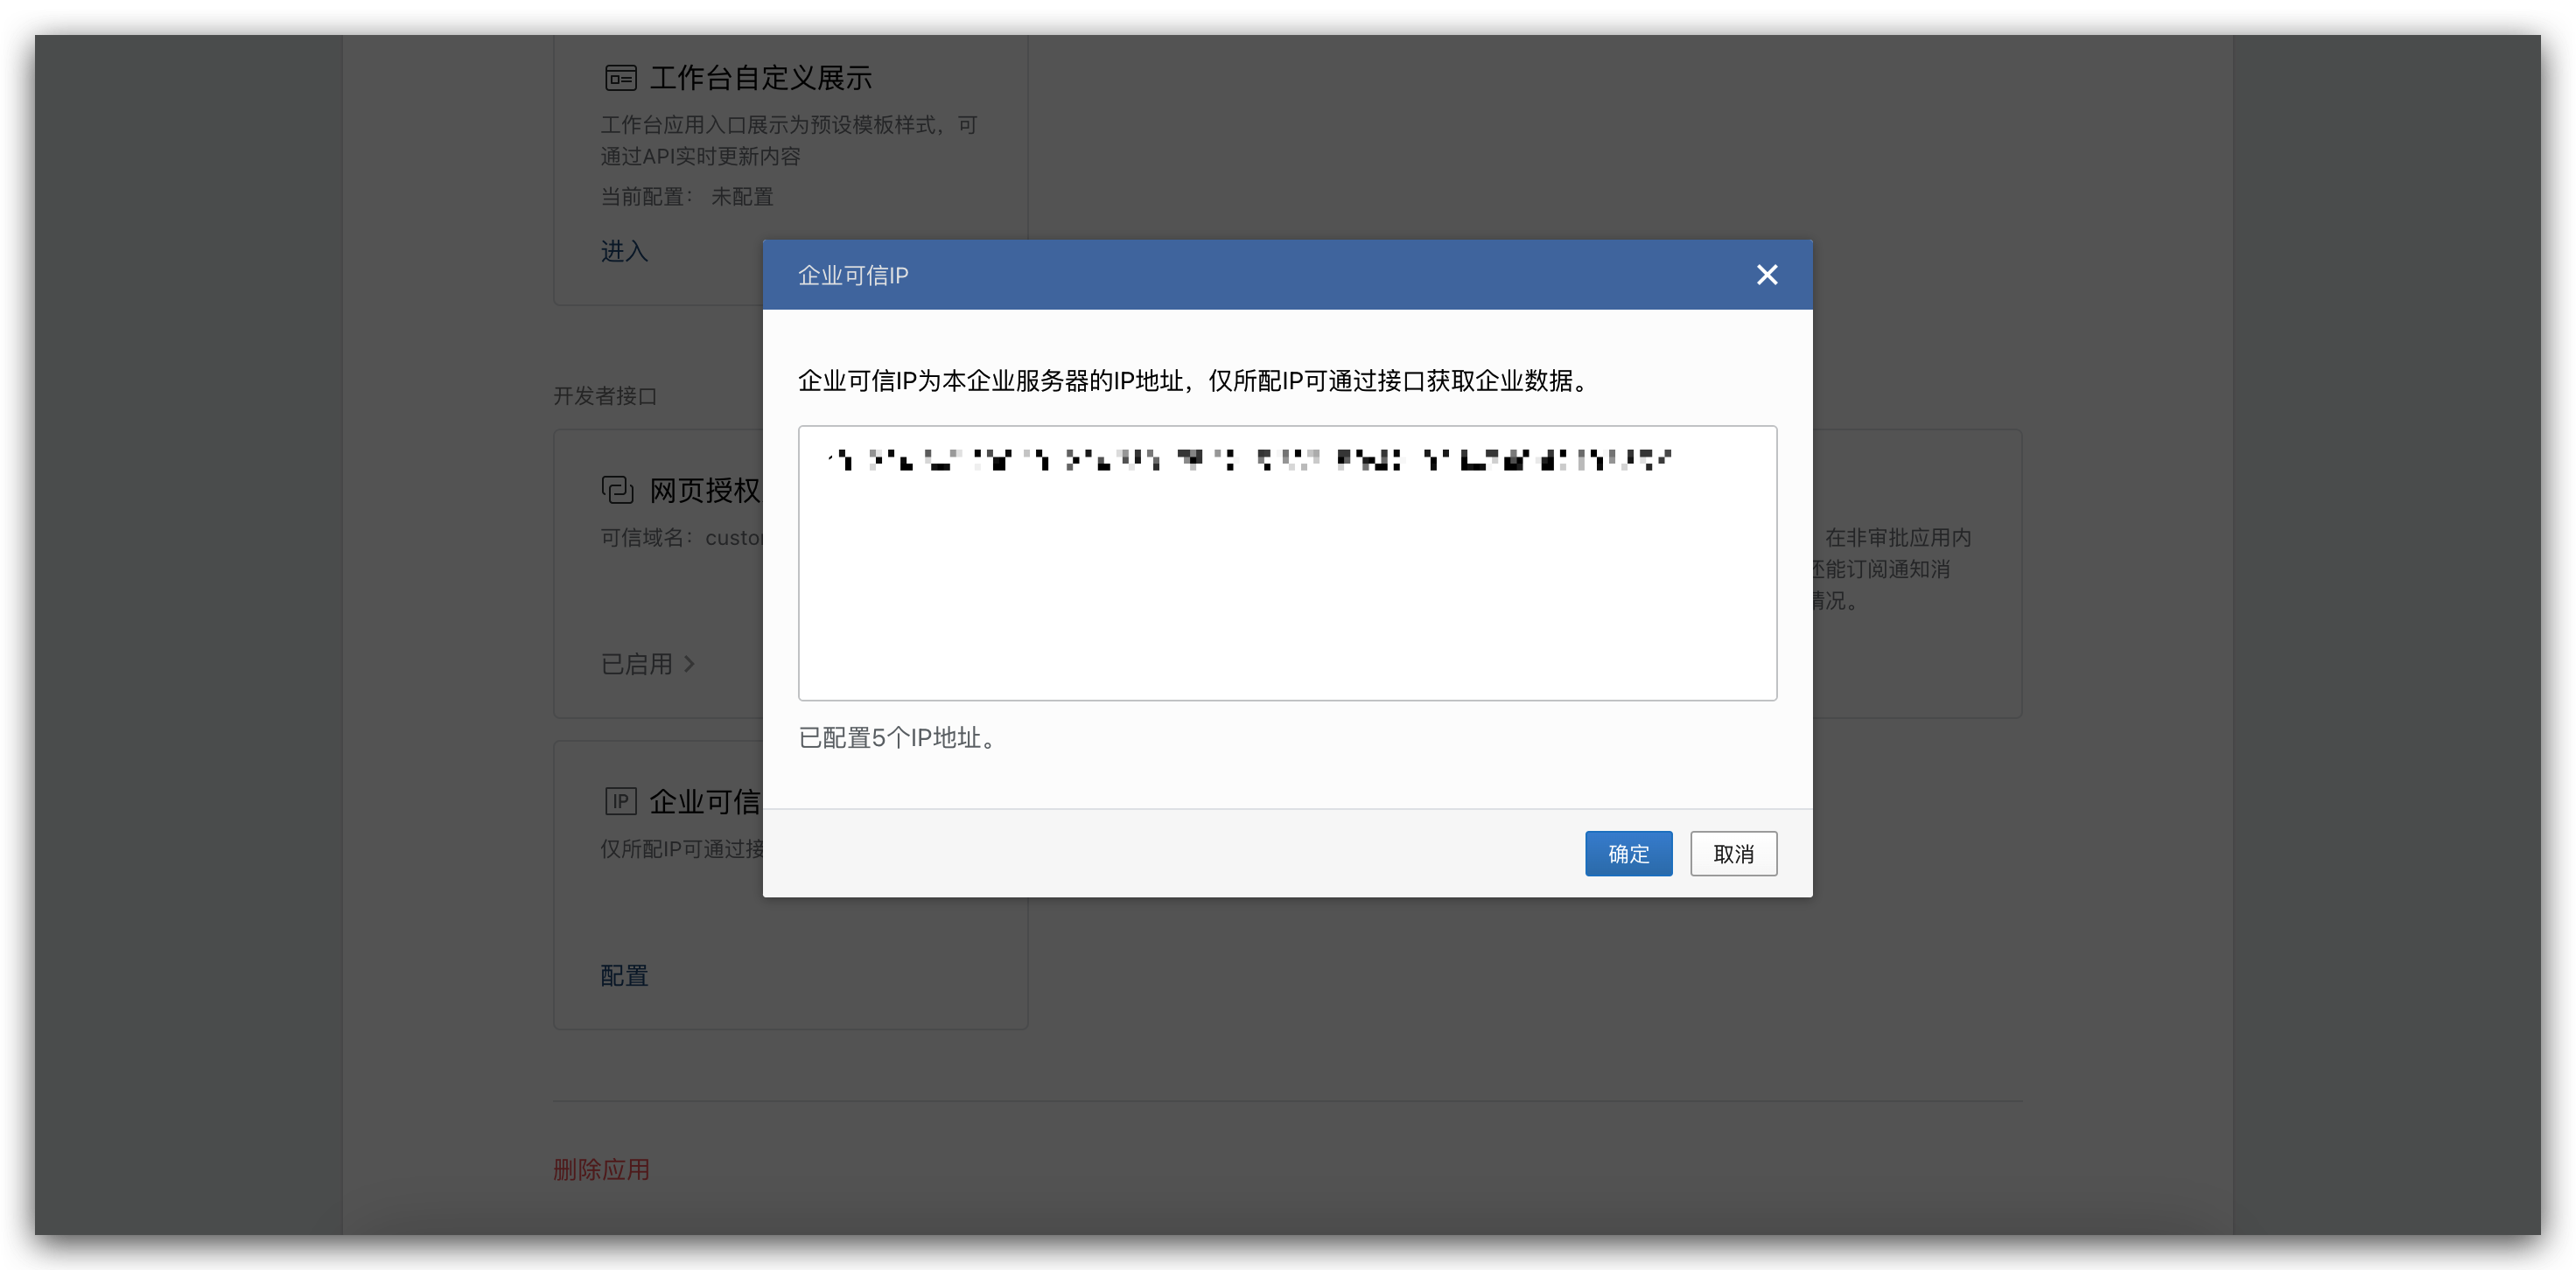 工作台自定义展示
工作台应用入口展示为预设模板样式，可
通过API实时更新内容
当前配置： 未配置
进入
开发者接口
网页授权
可信域名：custo
已启用
企业可信
仅所配IP可通过接
配置
企业可信IP
企业可信IP为本企业服务器的IP地址，仅所配IP可通过接口获取企业数据。
已配置5个IP地址。
确定 取消
在非审批应用内
还能订阅通知消
情况。
IP
删除应用